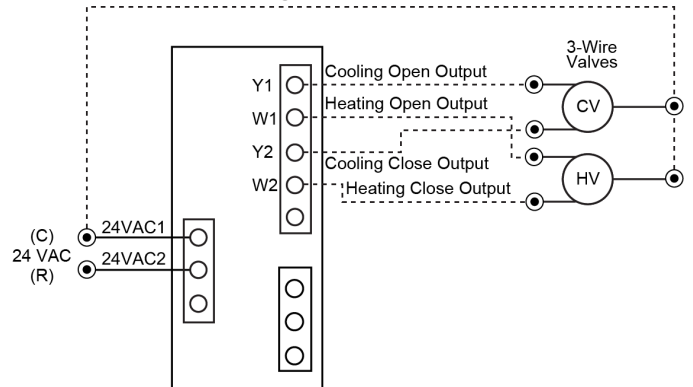 3-Wire
Valves
Y1
Cooling Open Output
CV
W1
Heating Open Output
Y2
Cooling Close Output
HV
W2
Heating Close Output
(C)
24VAC1
24 VAC
24VAC2
(R)